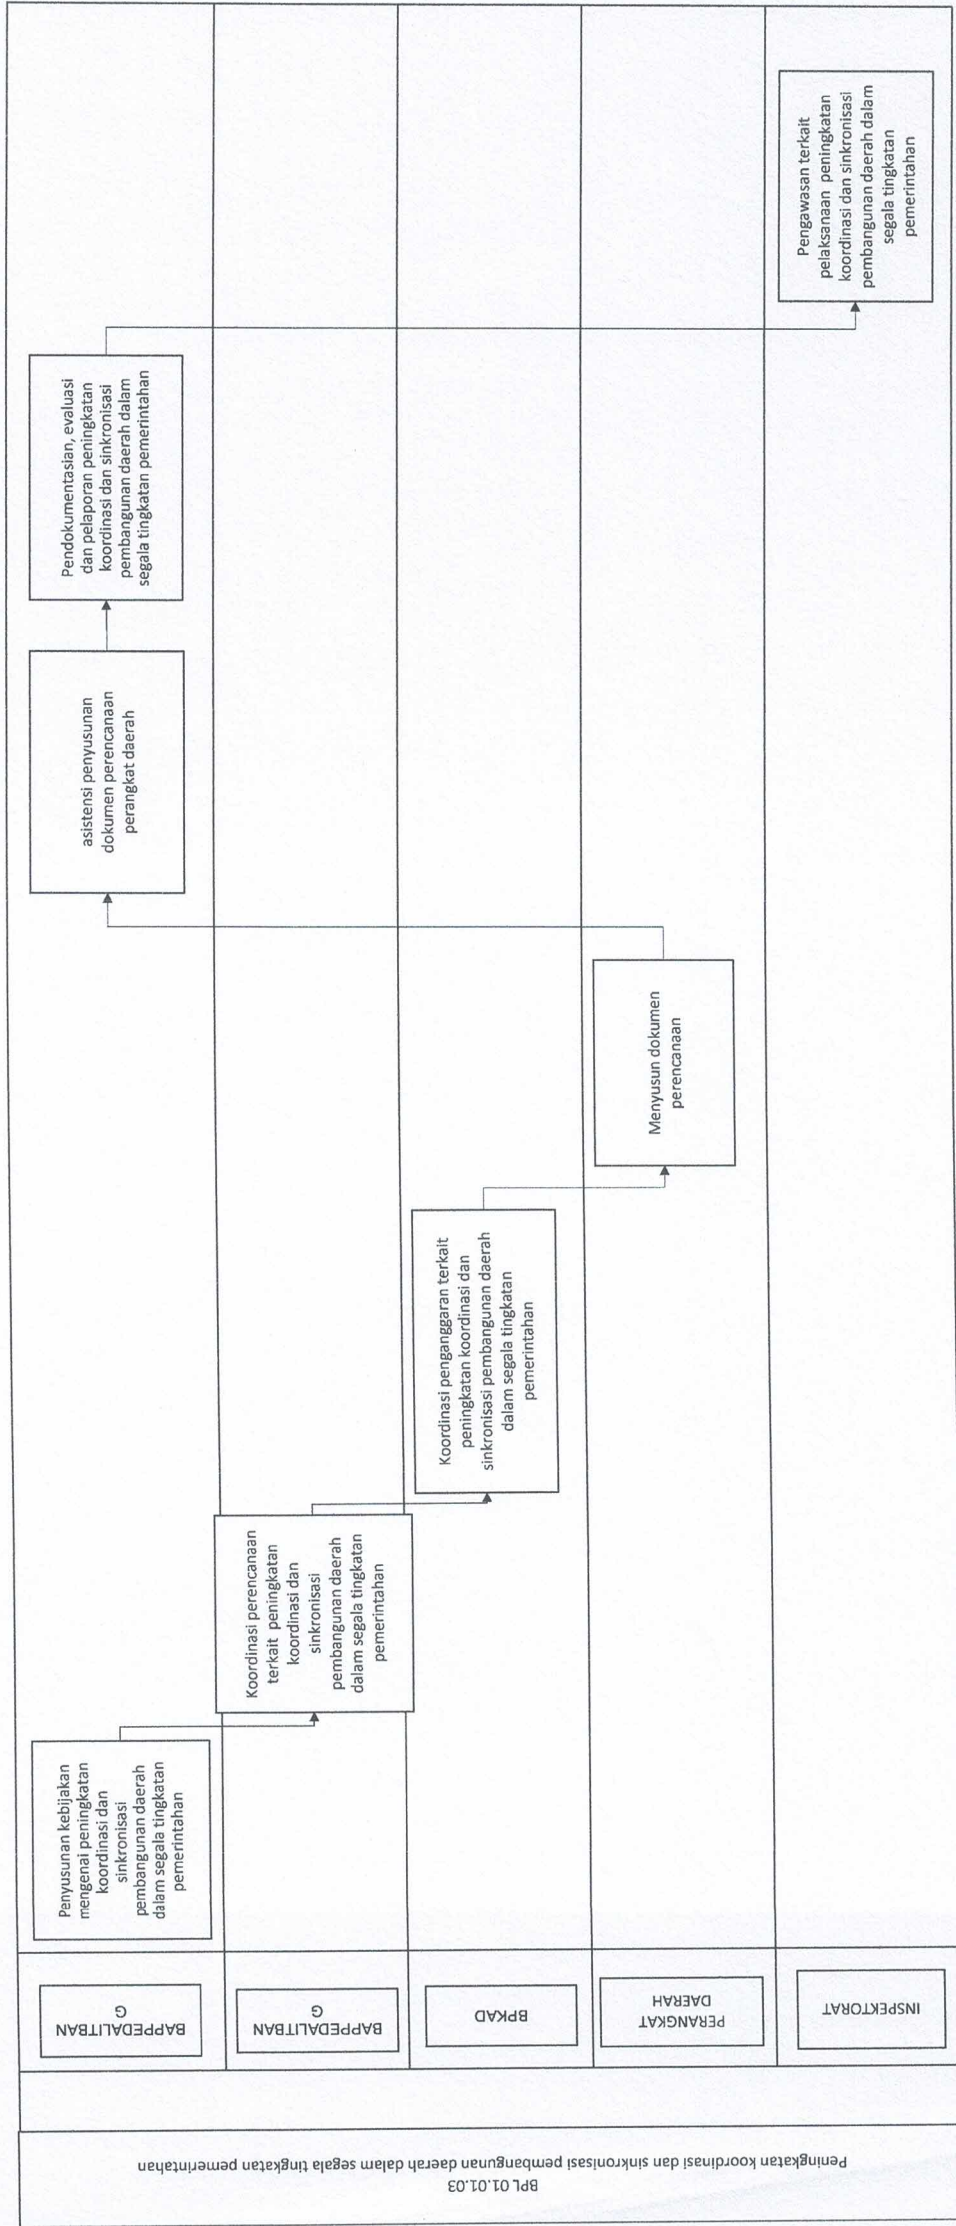 BPL 01.01.01.03
Peningkatan koordinasi dan sinkronisasi pembangunan daerah dalam segala tingkatan pemerintahan
BAPPEDALITBAN
G
BAPPEDALITBAN
G
BPKAD
PERANGKAT
DAERAH
INSPEKTORAT
Penyusunan kebijakan
mengenai peningkatan
koordinasi dan
sinkronisasi
pembangunan daerah
dalam segala tingkatan
pemerintahan
Koordinasi perencanaan
terkait peningkatan
koordinasi dan
sinkronisasi
pembangunan daerah
dalam segala tingkatan
pemerintahan
Koordinasi penganggaran terkait
peningkatan koordinasi dan
sinkronisasi pembangunan daerah
dalam segala tingkatan
pemerintahan
Menyusun dokumen
perencanaan
asistensi penyusunan
dokumen perencanaan
perangkat daerah
Pendokumentasian, evaluasi
dan pelaporan peningkatan
koordinasi dan sinkronisasi
pembangunan daerah dalam
segala tingkatan pemerintahan
Pengawasan terkait
pelaksanaan peningkatan
koordinasi dan sinkronisasi
pembangunan daerah dalam
segala tingkatan
pemerintahan